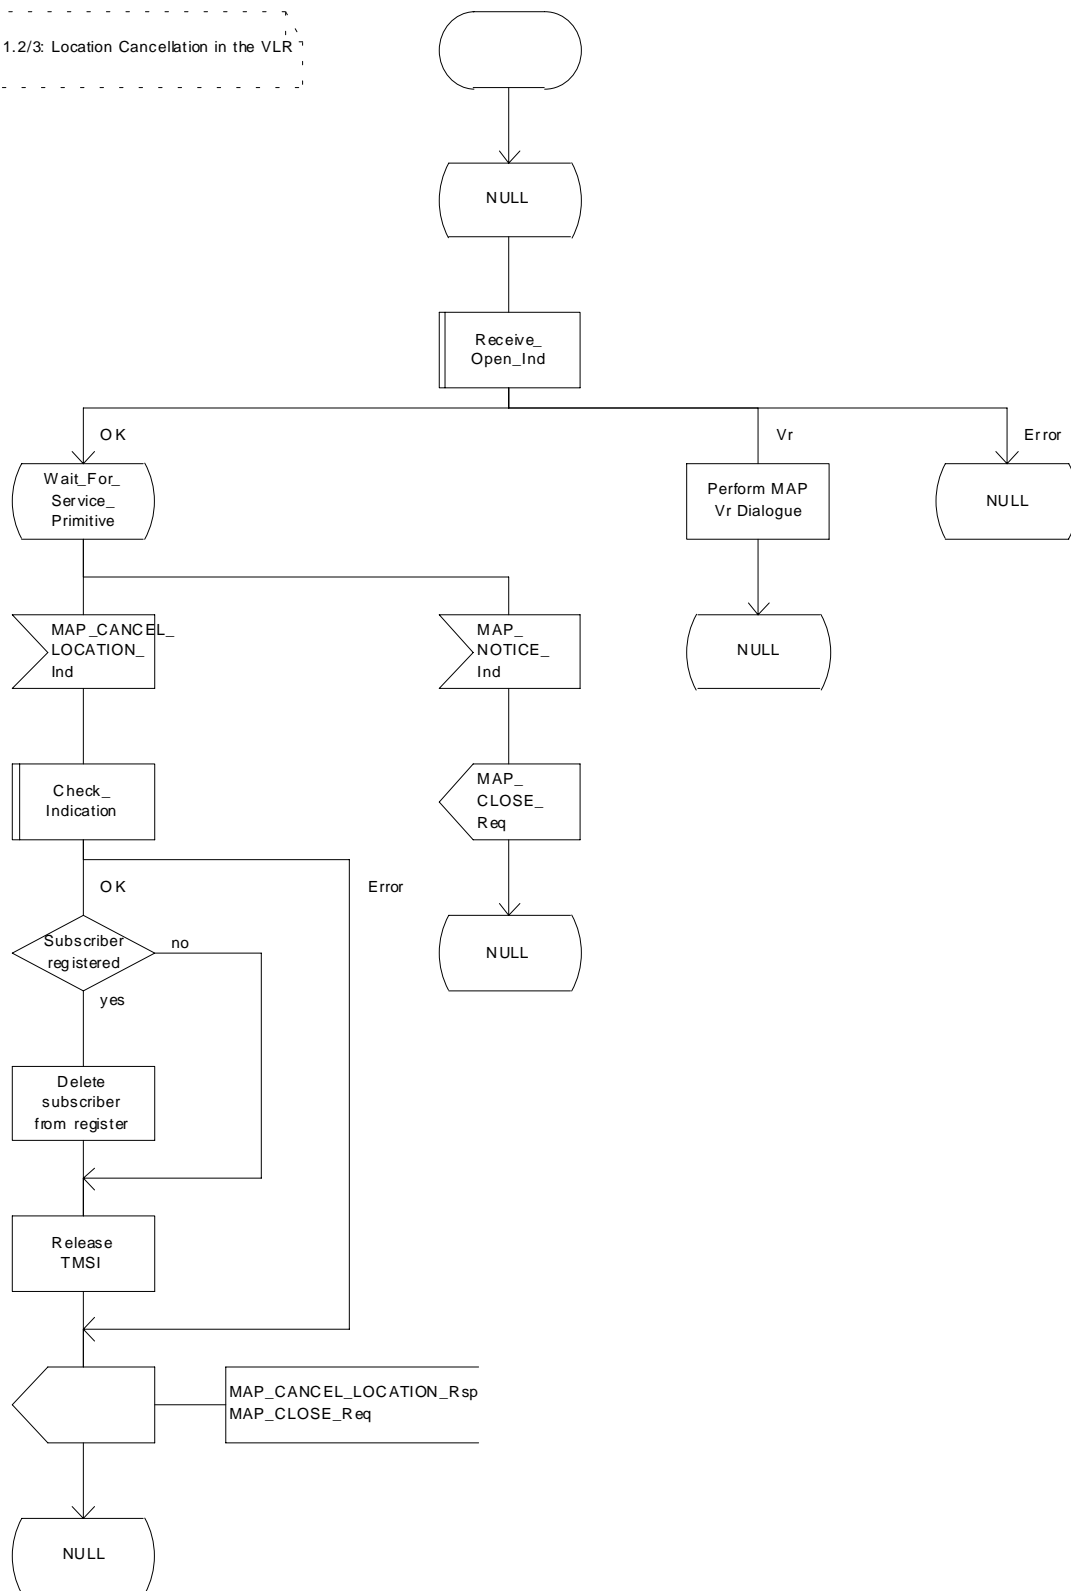 1.2/3: Location Cancellation in the VLR
NULL
Receive_
Open_Ind
OK
Vr
Error
Wait_For_
Service_
Primitive
Perform MAP
Vr Dialogue
NULL
MAP_CANCEL_
LOCATION_
Ind
MAP_
NOTICE_
Ind
NULL
Check_
Indication
MAP_
CLOSE_
Req
OK
Error
Subscriber
registered
no
yes
NULL
Delete
subscriber
from register
Release
TMSI
MAP_CANCEL_LOCATION_Rsp
MAP_CLOSE_Req
NULL